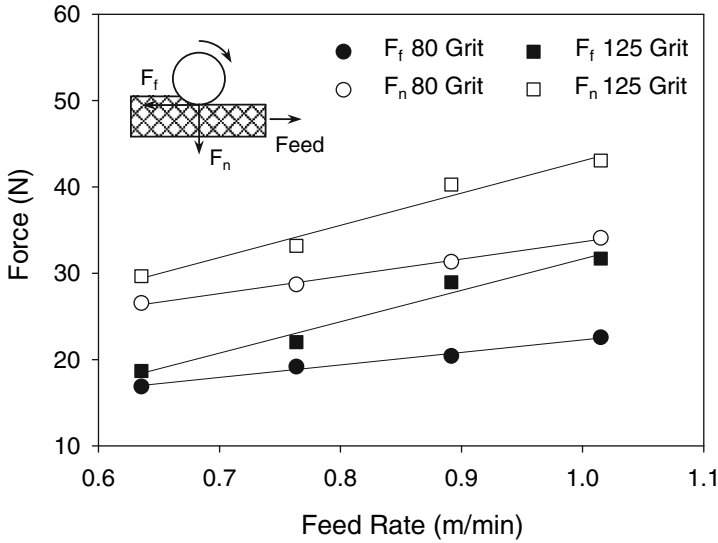 60
50
40
30
20
10
Force (N)
0.6 0.7 0.8 0.9 1.0 1.1
Feed Rate (m/min)
Ff 80 Grit
Ff 125 Grit
Fn 80 Grit
Fn 125 Grit
Ff
Fn
Feed